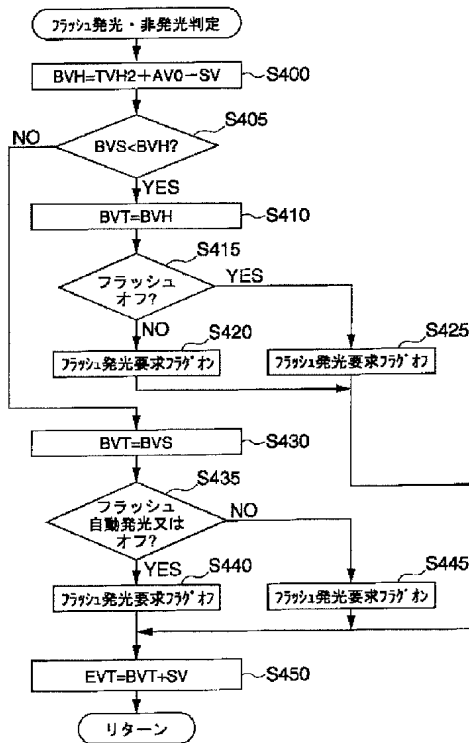 フラッシュ発光・非発光判定
BVH=TVH2+AV0-SV
S400
BVS<BVH?
S405
NO
YES
BVT=BVH
S410
フラッシュ
オフ?
S415
YES
NO
フラッシュ発光要求フラグオン
S420
フラッシュ発光要求フラグオフ
S425
BVT=BVS
S430
フラッシュ
自動発光又は
オフ?
S435
NO
YES
フラッシュ発光要求フラグオフ
S440
フラッシュ発光要求フラグオン
S445
EVT=BVT+SV
S450
リターン